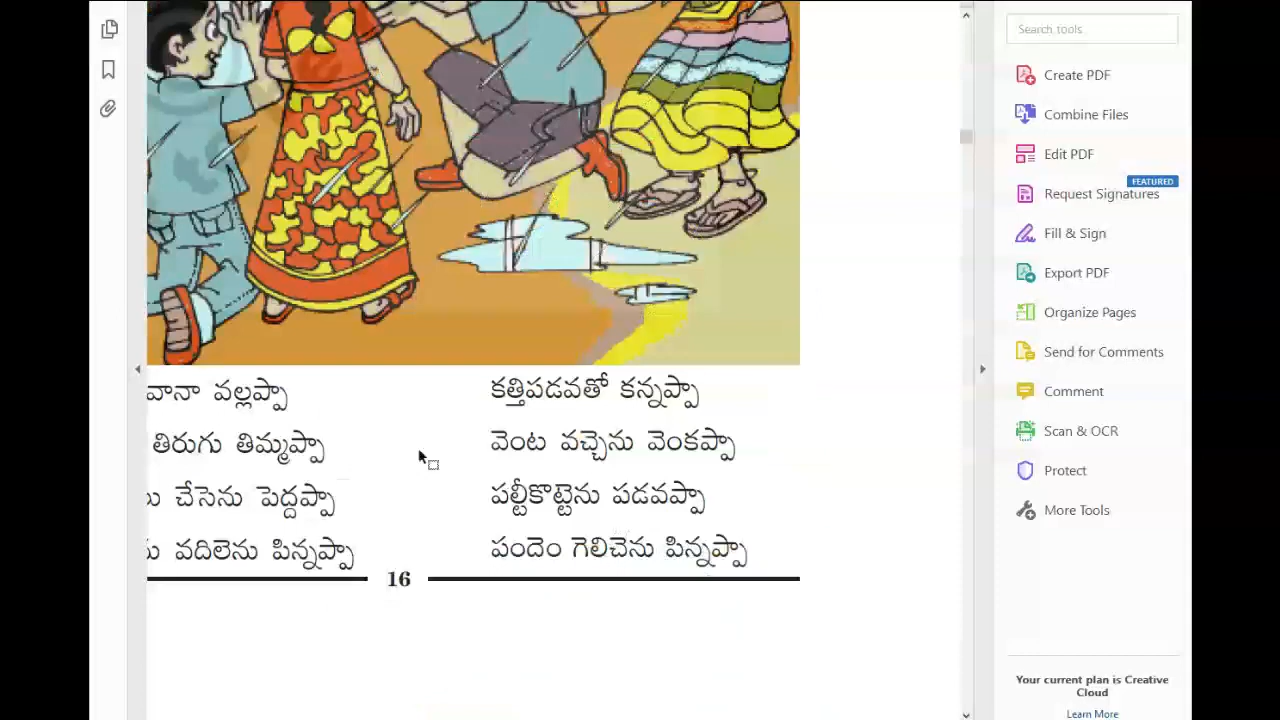 వానా వల్లప్పా
తిరుగు తిమ్మప్పా
చేసెను పెద్దప్పా
వదిలెను పిన్నప్పా
కత్తిపడవతో కన్నప్పా
వెంట వచ్చెను వెంకప్పా
పల్టీకొట్టెను పడవప్పా
పందెం గెలిచెను పిన్నప్పా
16
Search tools
Create PDF
Combine Files
Edit PDF
FEATURED
Request Signatures
Fill & Sign
Export PDF
Organize Pages
Send for Comments
Comment
Scan & OCR
Protect
More Tools
Your current plan is Creative
Cloud
Learn More